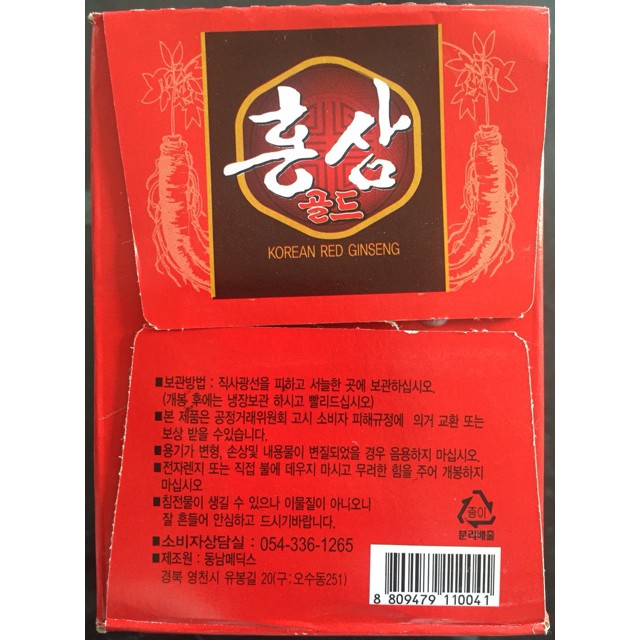 홍삼
골드
KOREAN RED GINSENG
■보관방법 : 직사광선을 피하고 서늘한 곳에 보관하십시오.
(개봉 후에는 냉장보관 하시고 빨리드십시오)
■본 제품은 공정거래위원회 고시 소비자 피해규정에 의거 교환 또는
보상 받을 수있습니다.
■용기가 변형, 손상및 내용물이 변질되었을 경우 음용하지 마십시오.
■전자렌지 또는 직접 불에 데우지 마시고 무리한 힘을 주어 개봉하지
마십시오
■침전물이 생길 수 있으나 이물질이 아니오니
잘 흔들어 안심하고 드시기바랍니다.
■소비자상담실 : 054-336-1265
■제조원 : 동남메딕스
경북 영천시 유봉길 20(구:오수동251)
종이
분리배출
8 809479 110041